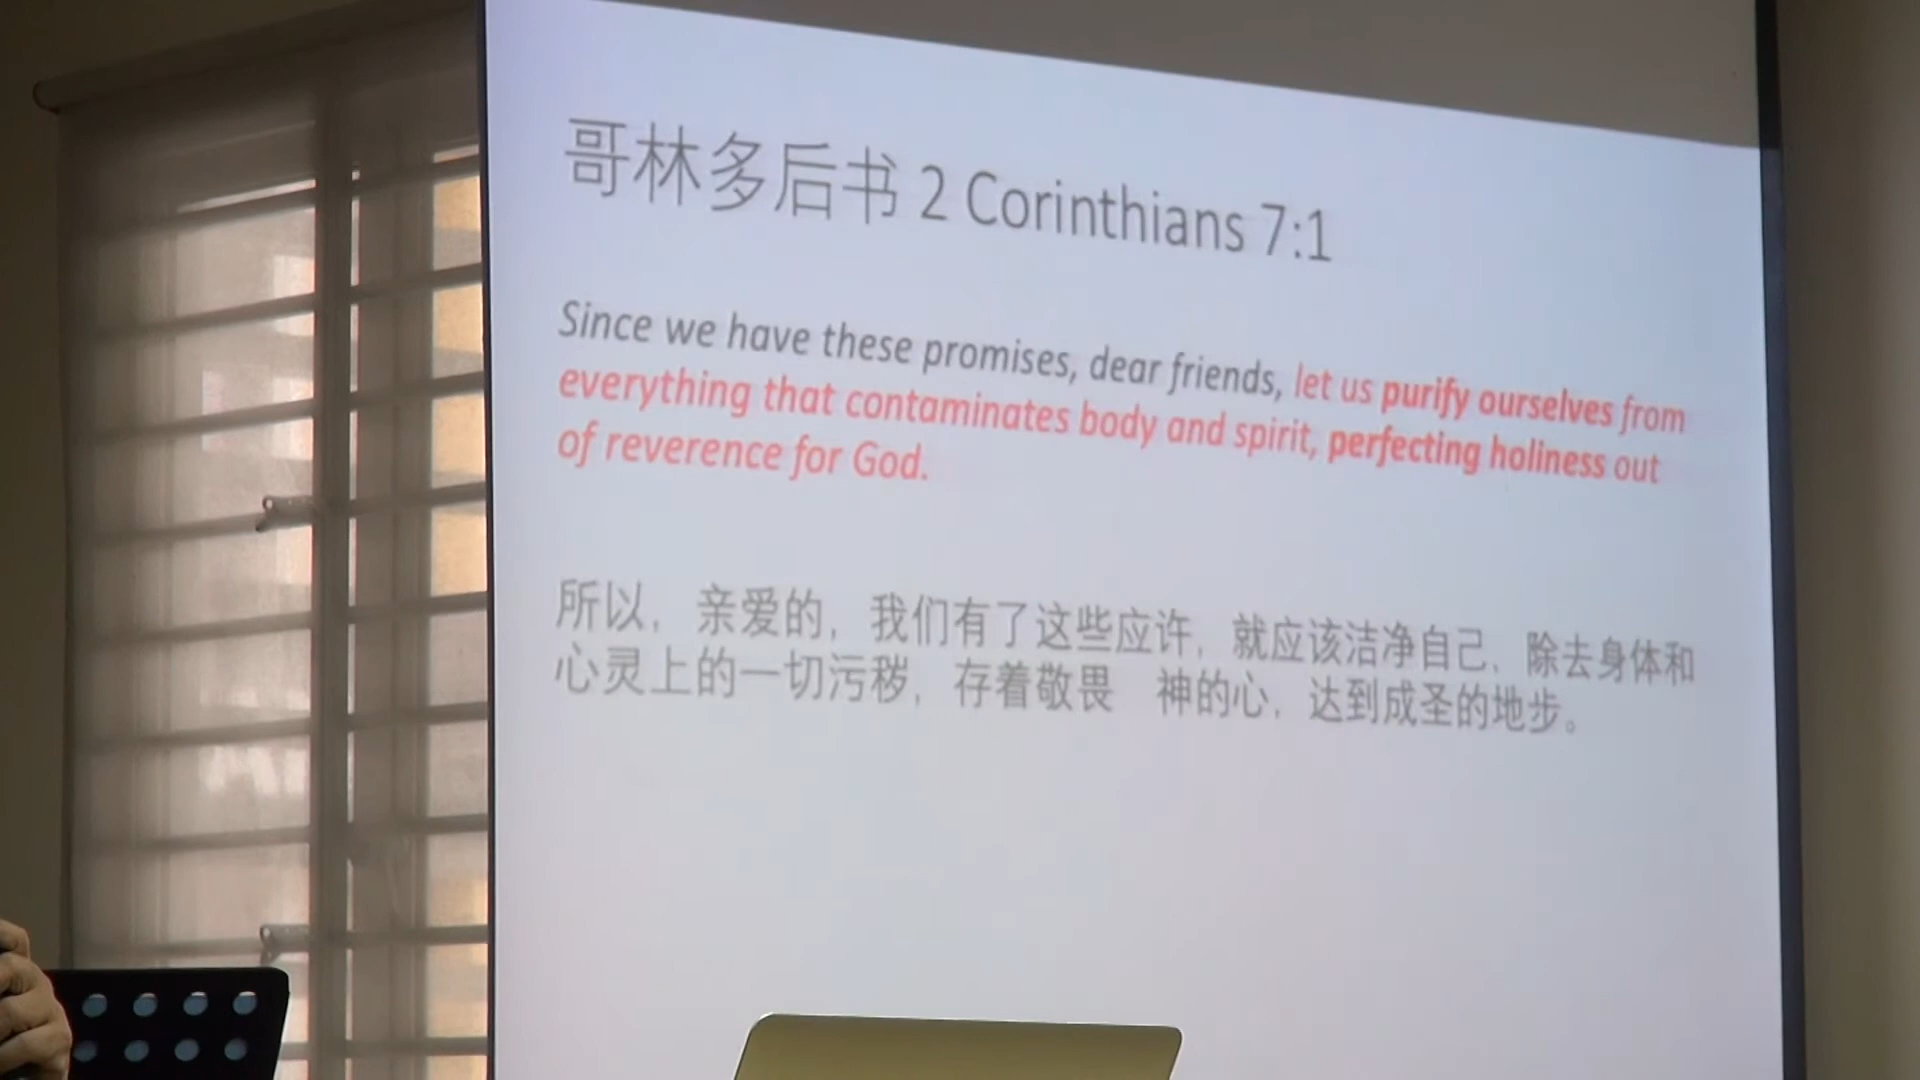 哥林多后书 2 Corinthians 7:1
Since we have these promises, dear friends, let us purify ourselves from
everything that contaminates body and spirit, perfecting holiness out
of reverence for God.
所以，亲爱的，我们有了这些应许，就应该洁净自己，除去身体和
心灵上的一切污秽，存着敬畏　神的心，达到成圣的地步。